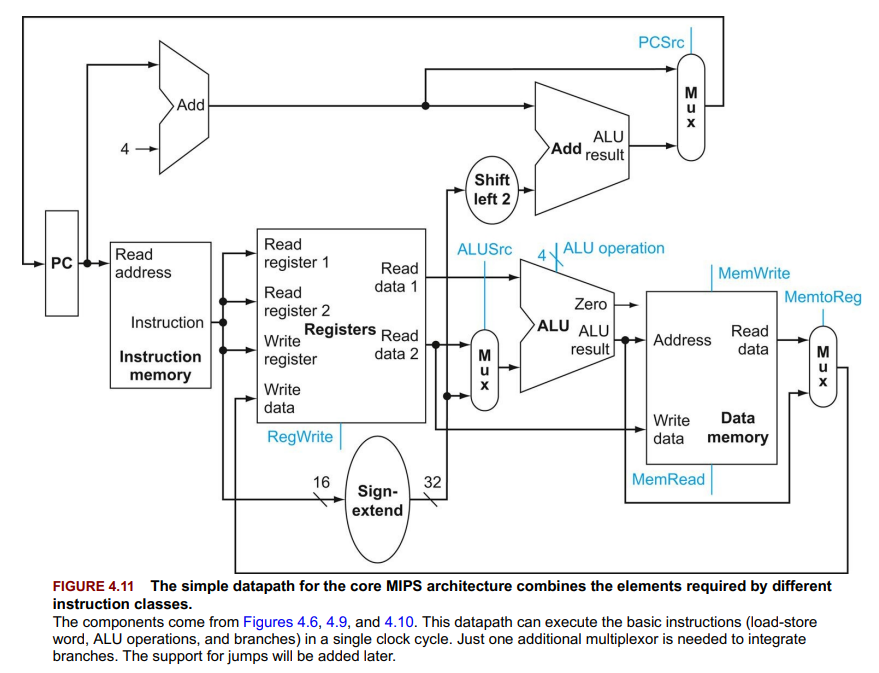 PCSrc
M
u
x
Add
4
Add
ALU
result
Shift
left 2
PC
Read
address
Instruction
Instruction
memory
Read
register 1
Read
register 2
Write
register
Write
data
Registers
Read
data 1
Read
data 2
RegWrite
16
Sign-
extend
32
ALUSrc
M
u
x
4
ALU operation
Zero
ALU
ALU
result
MemWrite
Address
Read
data
Write
data
Data
memory
MemRead
MemtoReg
M
u
x
FIGURE 4.11 The simple datapath for the core MIPS architecture combines the elements required by different
instruction classes.
The components come from Figures 4.6, 4.9, and 4.10. This datapath can execute the basic instructions (load-store
word, ALU operations, and branches) in a single clock cycle. Just one additional multiplexor is needed to integrate
branches. The support for jumps will be added later.